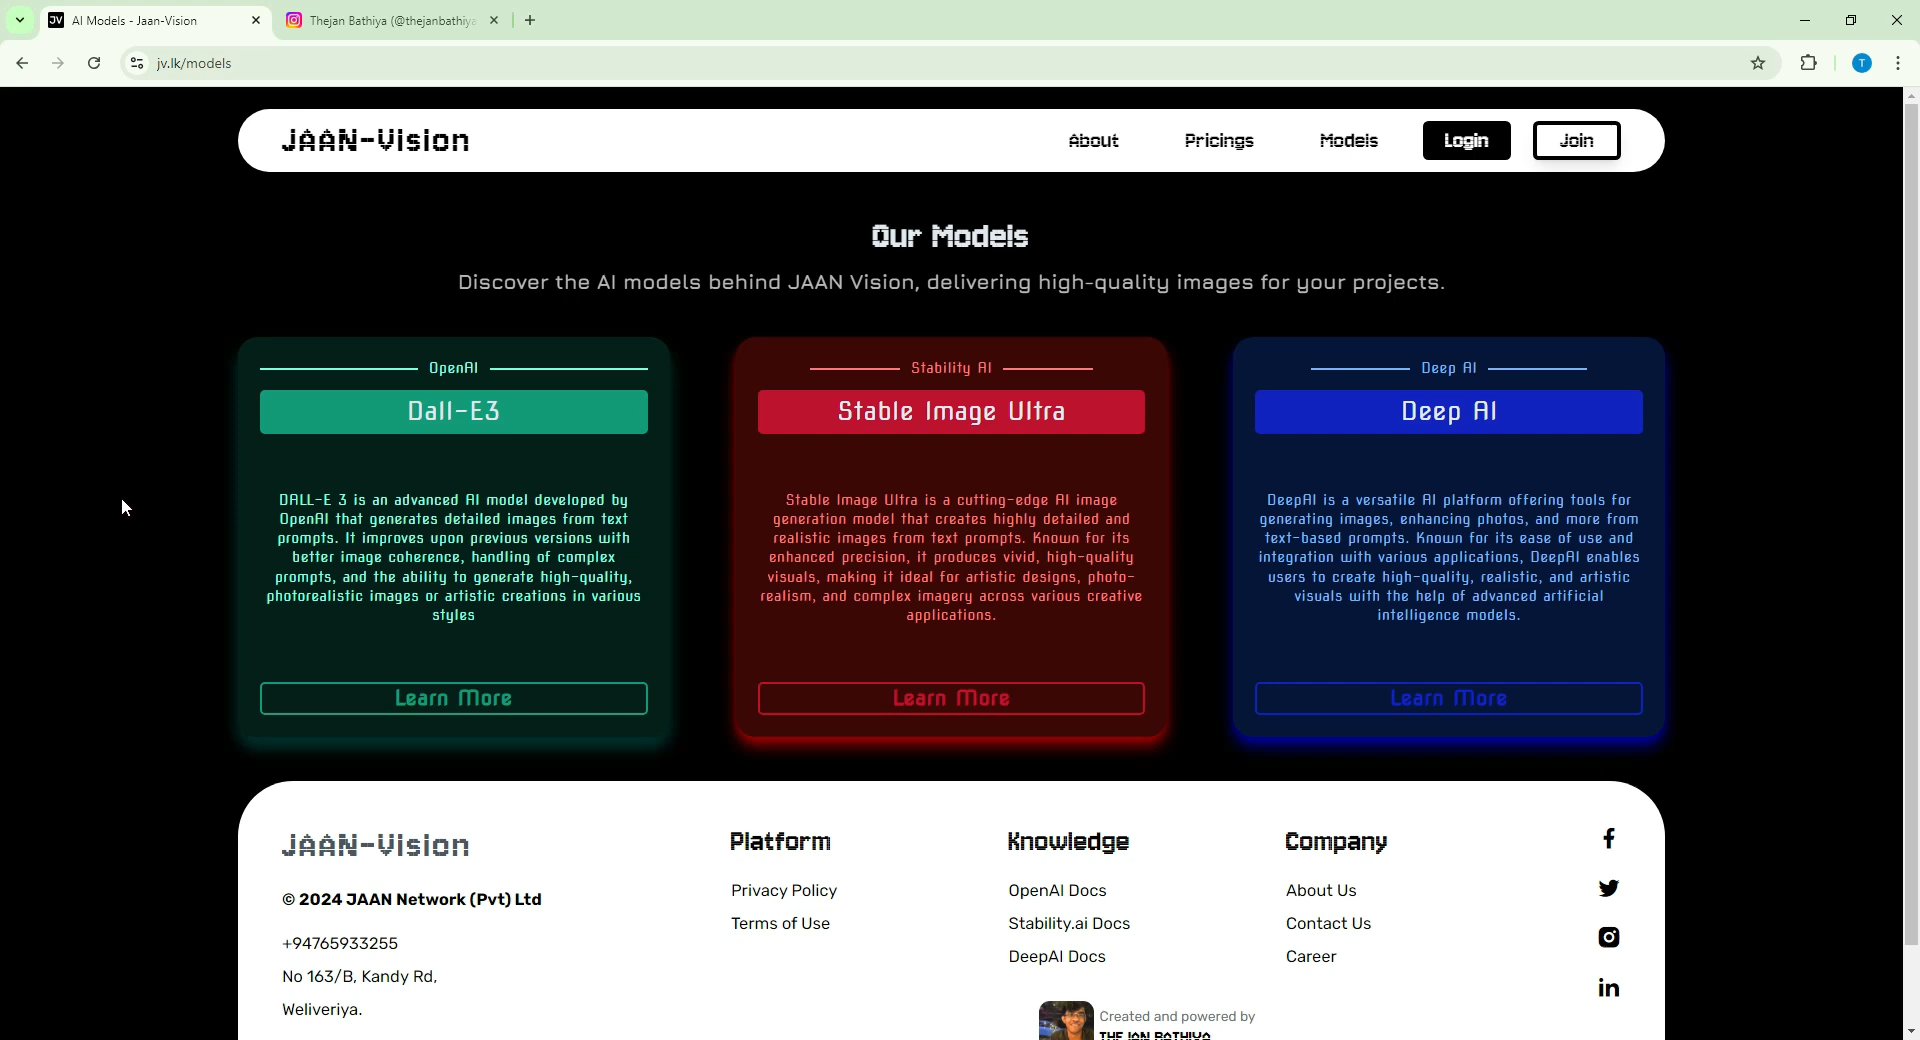 JV AI Models - Jaan-Vision
Thejan Bathiya (@thejanbathiya
jv.lk/models
T
JAAN-Vision
About
Pricings
Models
Login
Join
Our Models
Discover the AI models behind JAAN Vision, delivering high-quality images for your projects.
OpenAI
Dall-E3
DALL-E 3 is an advanced AI model developed by
OpenAI that generates detailed images from text
prompts. It improves upon previous versions with
better image coherence, handling of complex
prompts, and the ability to generate high-quality,
photorealistic images or artistic creations in various
styles
Learn More
Stability AI
Stable Image Ultra
Stable Image Ultra is a cutting-edge AI image
generation model that creates highly detailed and
realistic images from text prompts. Known for its
enhanced precision, it produces vivid, high-quality
visuals, making it ideal for artistic designs, photo-
realism, and complex imagery across various creative
applications.
Learn More
Deep AI
Deep AI
DeepAI is a versatile AI platform offering tools for
generating images, enhancing photos, and more from
text-based prompts. Known for its ease of use and
integration with various applications, DeepAI enables
users to create high-quality, realistic, and artistic
visuals with the help of advanced artificial
intelligence models.
Learn More
JAAN-Vision
© 2024 JAAN Network (Pvt) Ltd
+94765933255
No 163/B, Kandy Rd,
Weliveriya.
Platform
Privacy Policy
Terms of Use
Knowledge
OpenAI Docs
Stability.ai Docs
DeepAI Docs
Company
About Us
Contact Us
Career
Created and powered by
THEJAN BATHIYA